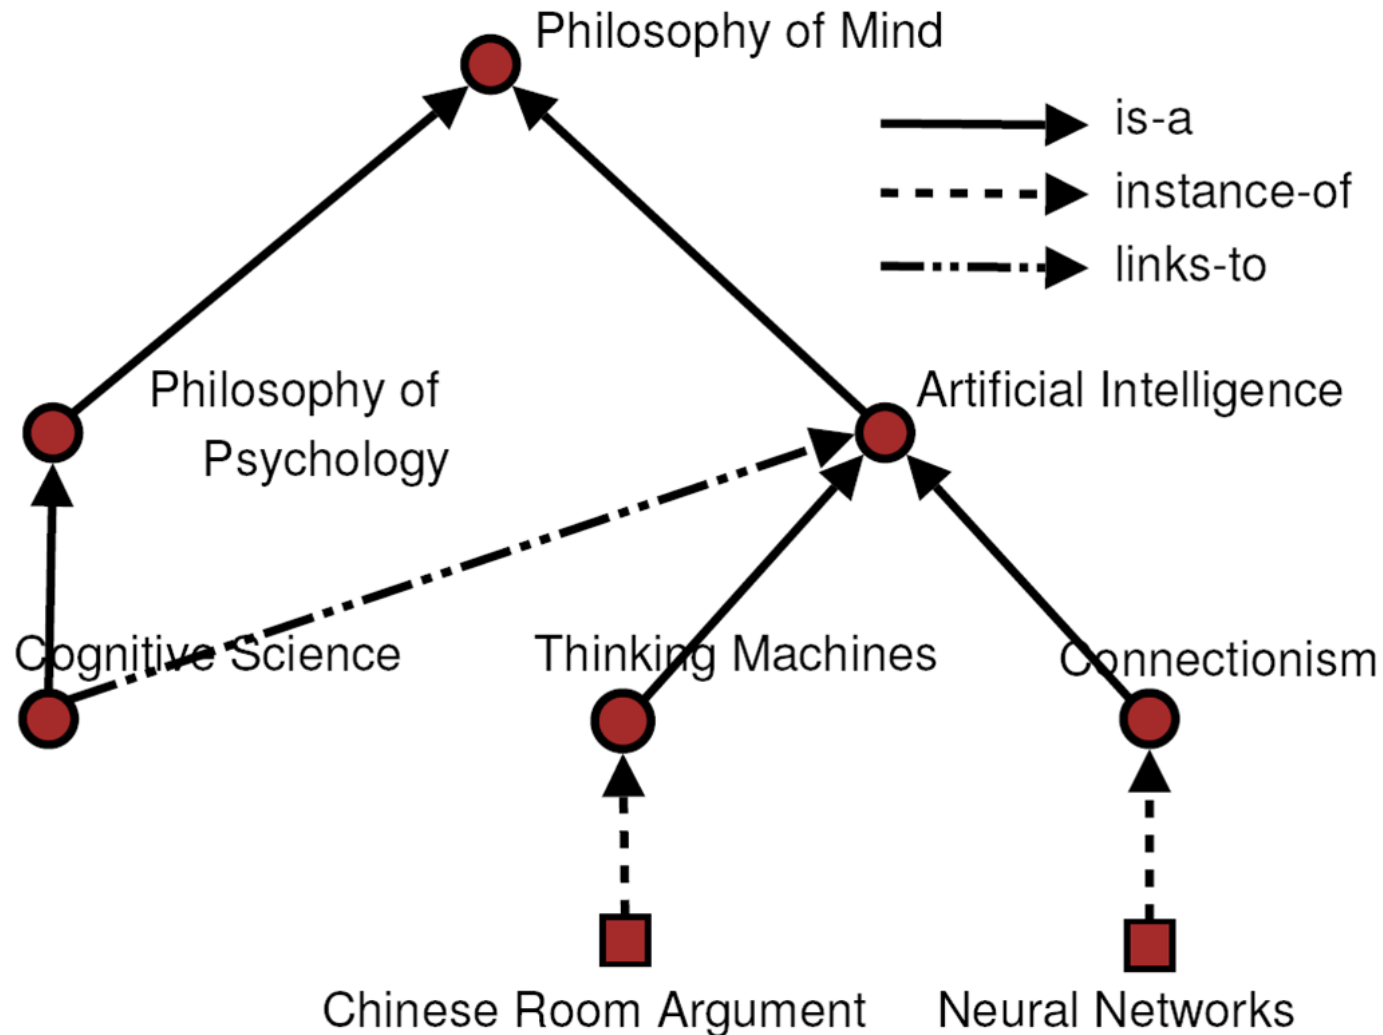 Philosophy of Mind
is-a
instance-of
links-to
Philosophy of
Psychology
Artificial Intelligence
Cognitive Science
Thinking Machines
Connectionism
Chinese Room Argument
Neural Networks